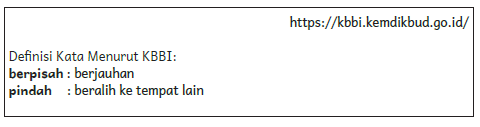 https://kbbi.kemdikbud.go.id/
Definisi Kata Menurut KBBI:
berpisah : berjauhan
pindah : beralih ke tempat lain